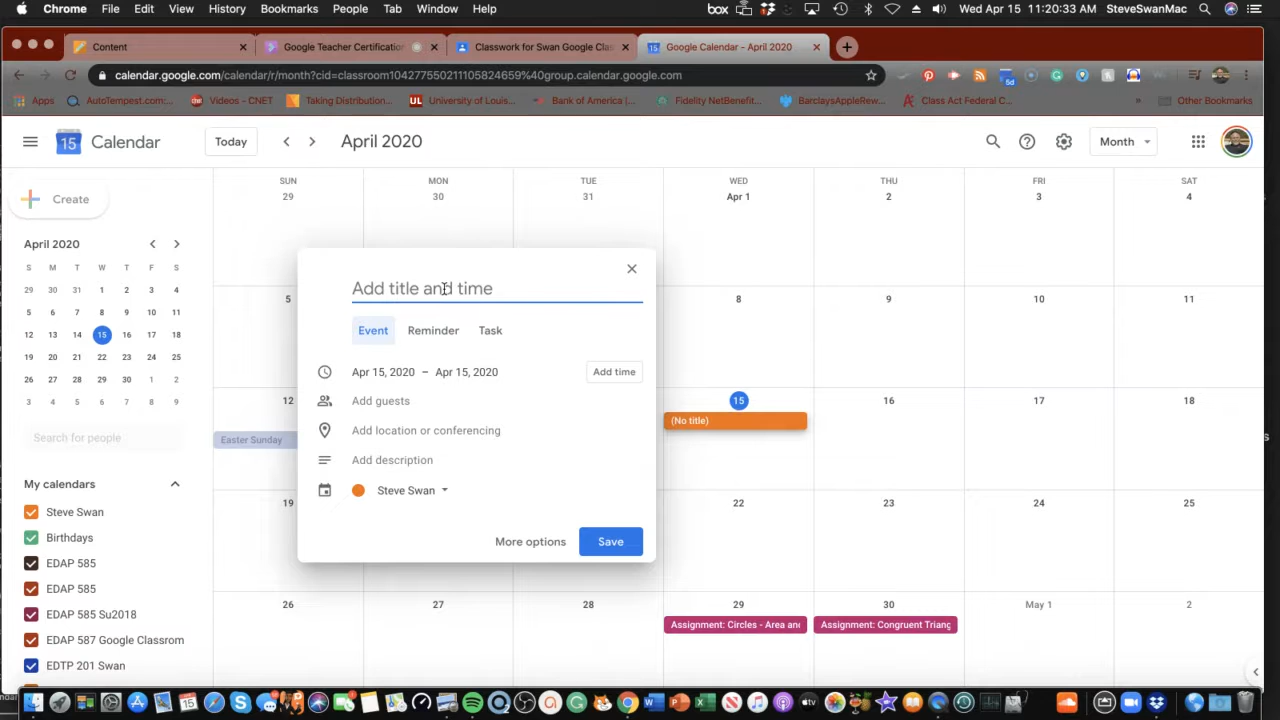 Chrome File Edit View History Bookmarks People Tab Window Help box Wed Apr 15 11:20:33 AM SteveSwanMac
Content Google Teacher Certification Classwork for Swan Google Clas Google Calendar - April 2020
calendar.google.com/calendar/r/month?cid=classroom104277550211105824659%40group.calendar.google.com 5d
Apps AutoTempest.com:... Videos - CNET Taking Distribution... UL University of Louis... Bank of America (... Fidelity NetBenefit... BarclaysAppleRew... Class Act Federal C... » Other Bookmarks
15 Calendar Today April 2020 Month
Create
SUN MON TUE WED THU FRI SAT
29 30 31 Apr 1 2 3 4
April 2020
S M T W T F S
29 30 31 1 2 3 4
5 6 7 8 9 10 11
12 13 14 15 16 17 18
19 20 21 22 23 24 25
26 27 28 29 30 1 2
3 4 5 6 7 8 9
Search for people
My calendars
Steve Swan
Birthdays
EDAP 585
EDAP 585
EDAP 585 Su2018
EDAP 587 Google Classrom
EDTP 201 Swan
Add title and time
Event Reminder Task
Apr 15, 2020 – Apr 15, 2020 Add time
Add guests
Add location or conferencing
Add description
Steve Swan
More options Save
5 8 9 10 11
12 15 16 17 18
Easter Sunday (No title)
19 22 23 24 25
26 27 28 29 30 May 1 2
Assignment: Circles - Area and Assignment: Congruent Triang